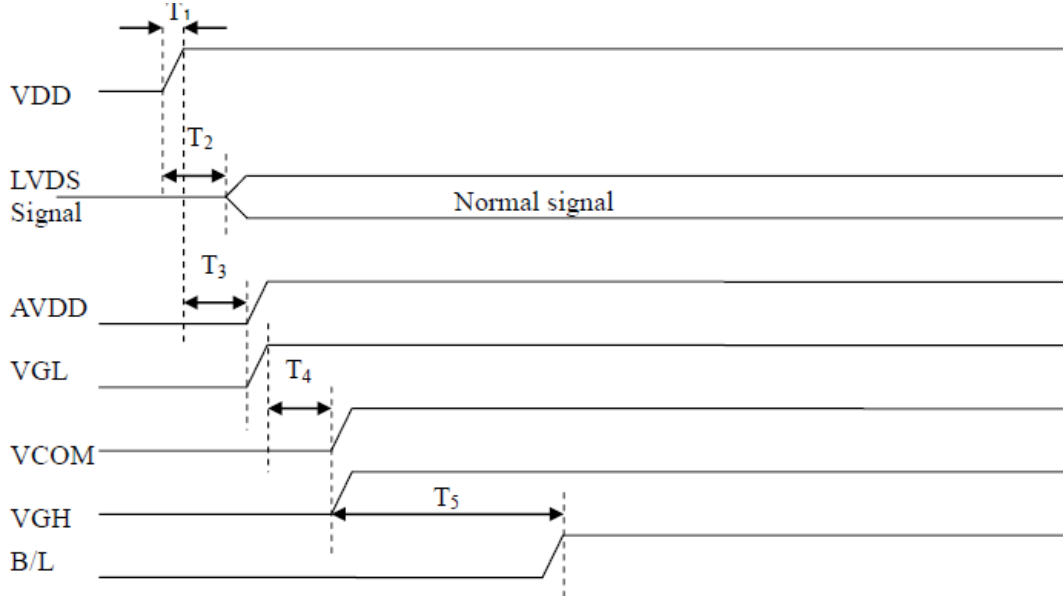 T₁
VDD
T₂
LVDS
Signal
Normal signal
T₃
AVDD
VGL
T₄
VCOM
T₅
VGH
B/L